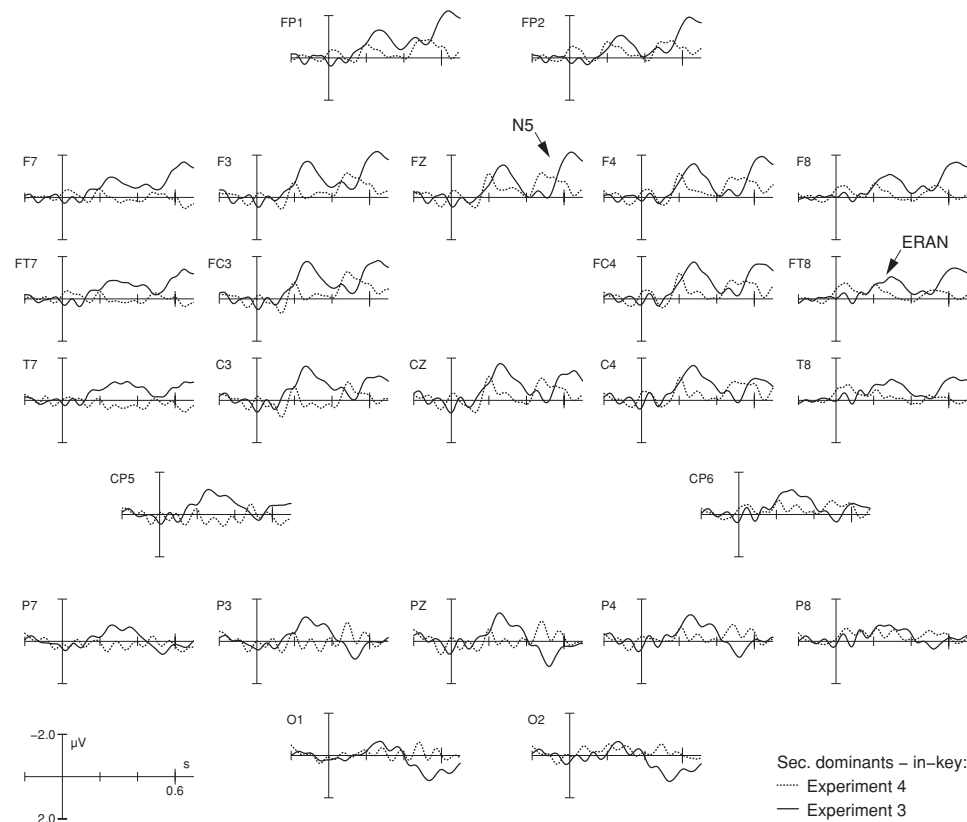 FP1
FP2
N5
F7
F3
FZ
F4
F8
ERAN
FT7
FC3
FC4
FT8
T7
C3
CZ
C4
T8
CP5
CP6
P7
P3
PZ
P4
P8
O1
O2
−2.0
µV
s
0.6
2.0
Sec. dominants − in−key:
Experiment 4
Experiment 3